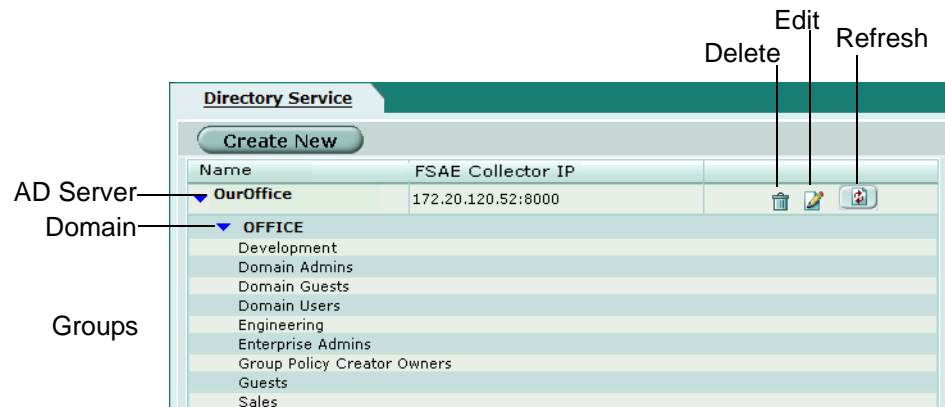 Edit
Delete
Refresh
Directory Service
Create New
Name FSAE Collector IP
AD Server OurOffice 172.20.120.52:8000
Domain OFFICE
Development
Domain Admins
Domain Guests
Domain Users
Groups Engineering
Enterprise Admins
Group Policy Creator Owners
Guests
Sales